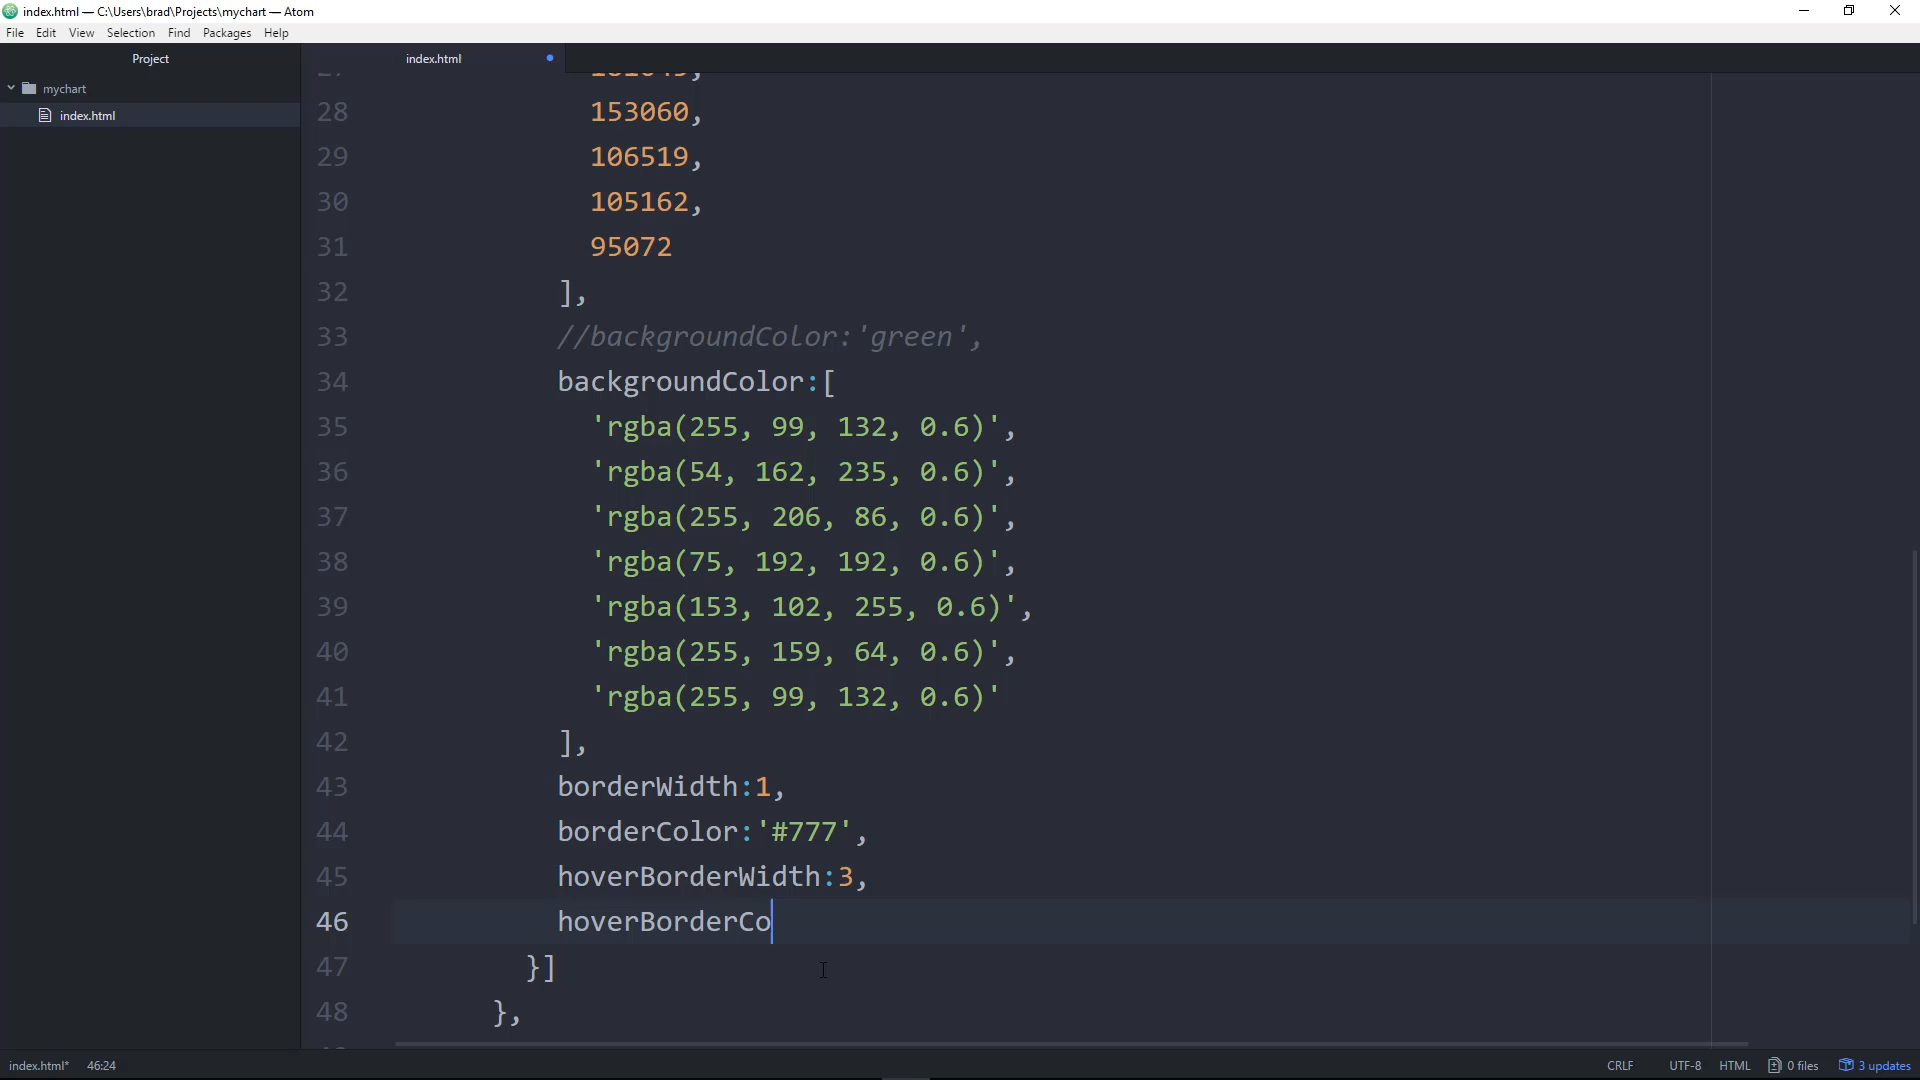 index.html — C:\Users\brad\Projects\mychart — Atom
File Edit View Selection Find Packages Help
Project
mychart
index.html
index.html
28 153060,
29 106519,
30 105162,
31 95072
32 ],
33 //backgroundColor:'green',
34 backgroundColor:[
35 'rgba(255, 99, 132, 0.6)',
36 'rgba(54, 162, 235, 0.6)',
37 'rgba(255, 206, 86, 0.6)',
38 'rgba(75, 192, 192, 0.6)',
39 'rgba(153, 102, 255, 0.6)',
40 'rgba(255, 159, 64, 0.6)',
41 'rgba(255, 99, 132, 0.6)'
42 ],
43 borderWidth:1,
44 borderColor:'#777',
45 hoverBorderWidth:3,
46 hoverBorderCo
47 }]
48 },
index.html* 46:24 CRLF UTF-8 HTML 0 files 3 updates